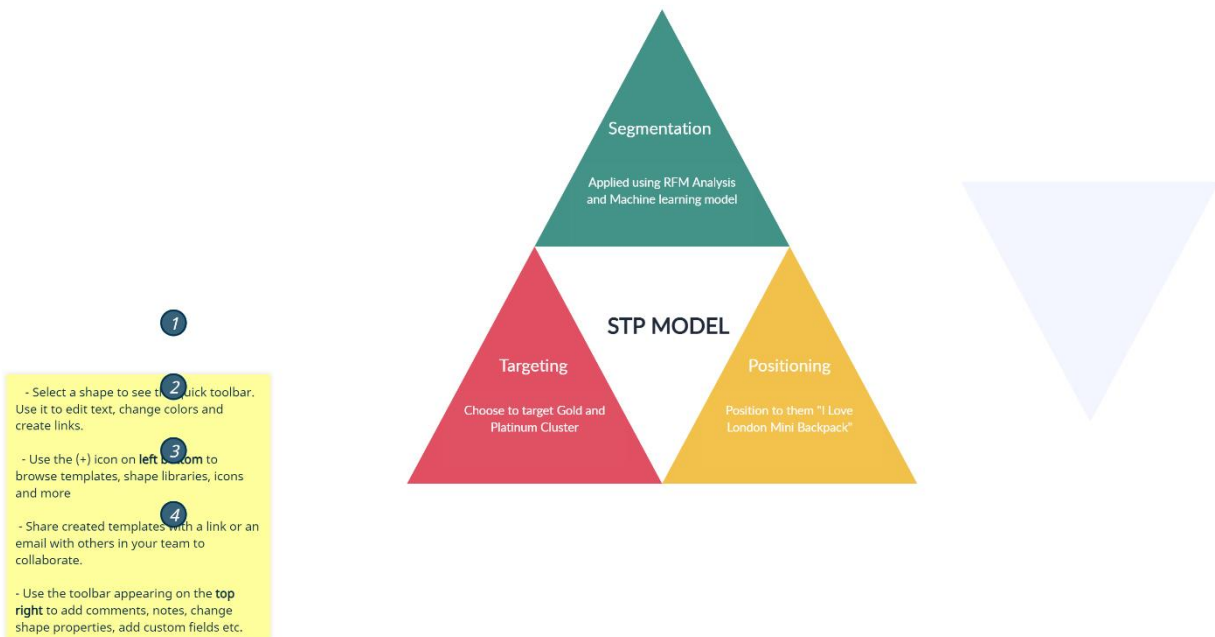 Segmentation
Applied using RFM Analysis
and Machine learning model
STP MODEL
Targeting
Choose to target Gold and
Platinum Cluster
Positioning
Position to them "I Love
London Mini Backpack"
1
2
3
4
- Select a shape to see quick toolbar.
Use it to edit text, change colors and
create links.
- Use the (+) icon on left to
browse templates, shape libraries, icons
and more
- Share created templates with a link or an
email with others in your team to
collaborate.
- Use the toolbar appearing on the top
right to add comments, notes, change
shape properties, add custom fields etc.